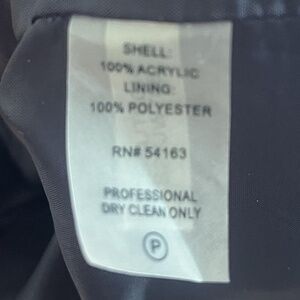 SHELL:
100% ACRYLIC
LINING:
100% POLYESTER
RN# 54163
PROFESSIONAL
DRY CLEAN ONLY
P